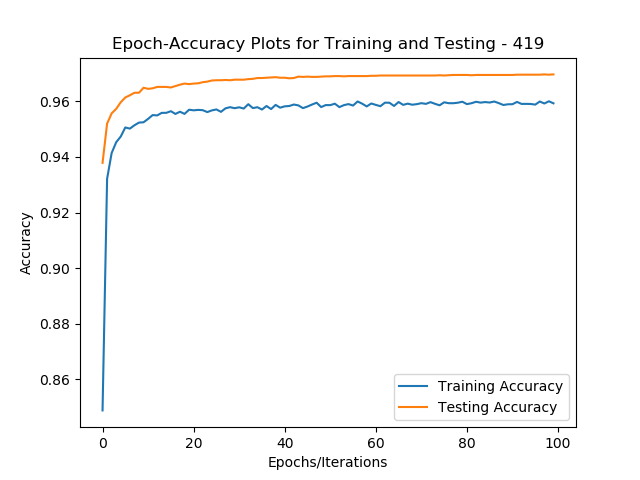 Epoch-Accuracy Plots for Training and Testing - 419
Accuracy
0.96
0.94
0.92
0.90
0.88
0.86
Training Accuracy
Testing Accuracy
0 20 40 60 80 100
Epochs/Iterations